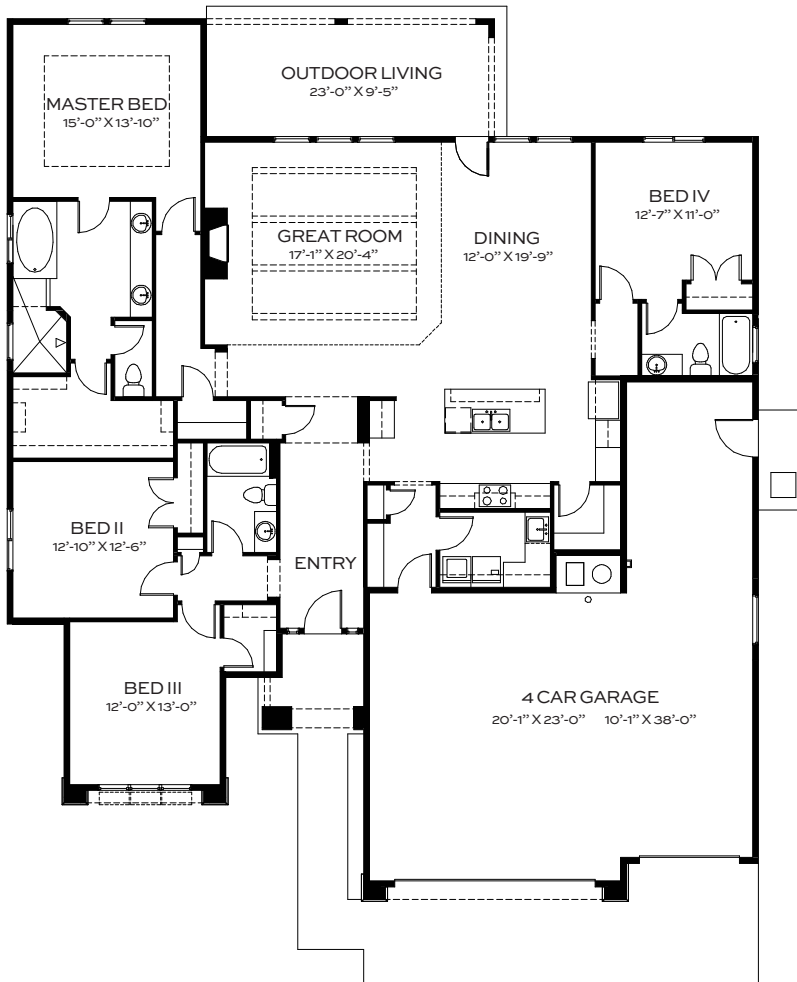 OUTDOOR LIVING
23'-0" X 9'-5"
MASTER BED
15'-0" X 13'-10"
BED IV
12'-7" X 11'-0"
GREAT ROOM
17'-1" X 20'-4"
DINING
12'-0" X 19'-9"
BED II
12'-10" X 12'-6"
ENTRY
BED III
12'-0" X 13'-0"
4 CAR GARAGE
20'-1" X 23'-0" 10'-1" X 38'-0"